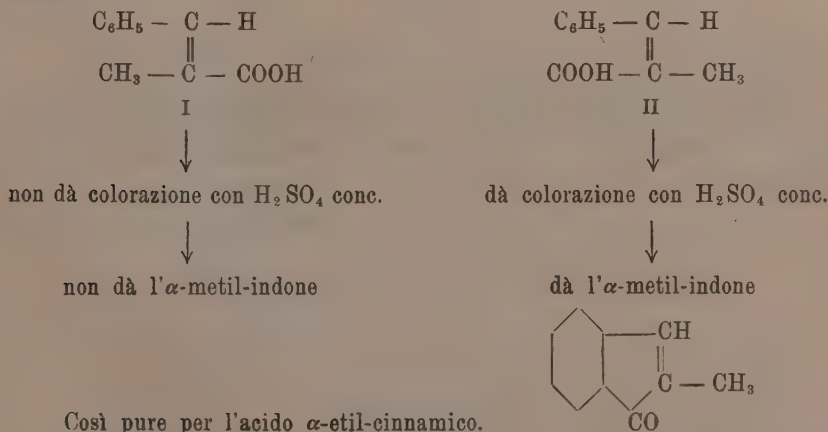 C₆H₅ – C – H C₆H₅ – C – H
CH₃ – C – COOH COOH – C – CH₃
I II
non dà colorazione con H₂SO₄ conc. dà colorazione con H₂SO₄ conc.
non dà l'α-metil-indone dà l'α-metil-indone
CH
C – CH₃
CO
Così pure per l'acido α-etil-cinnamico.